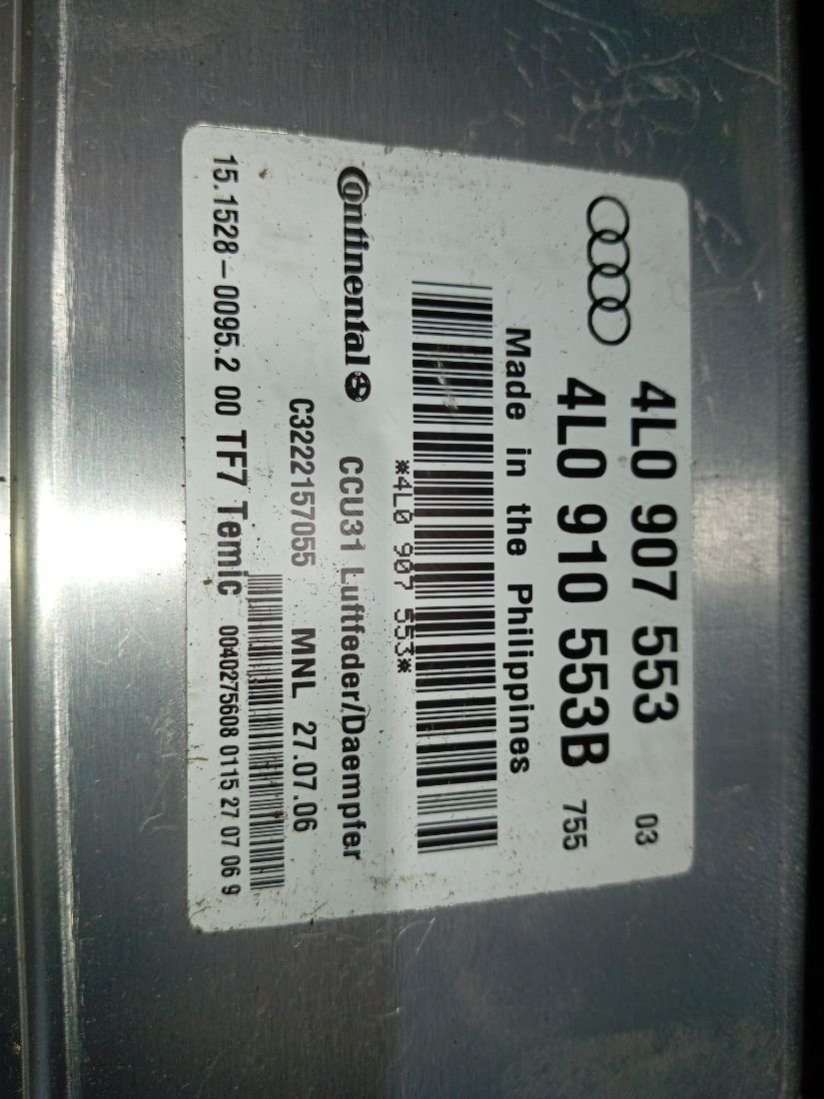 4L0 907 553 03
4L0 910 553B 755
Made in the Philippines
*4L0 907 553*
Continental CCU31 Luftfeder/Daempfer
C3222157055 MNL 27.07.06
15.1528-0095.2 00 TF7 Temic 0040275608 0115 27 07 06 9